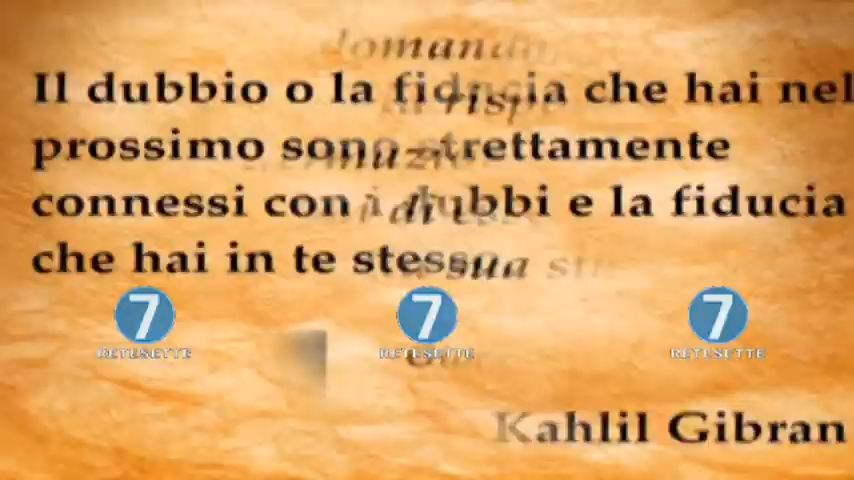 Il dubbio o la fiducia che hai nel
prossimo sono strettamente
connessi con i dubbi e la fiducia
che hai in te stesso
7 7 7
RETESETTE RETESETTE RETESETTE
Kahlil Gibran